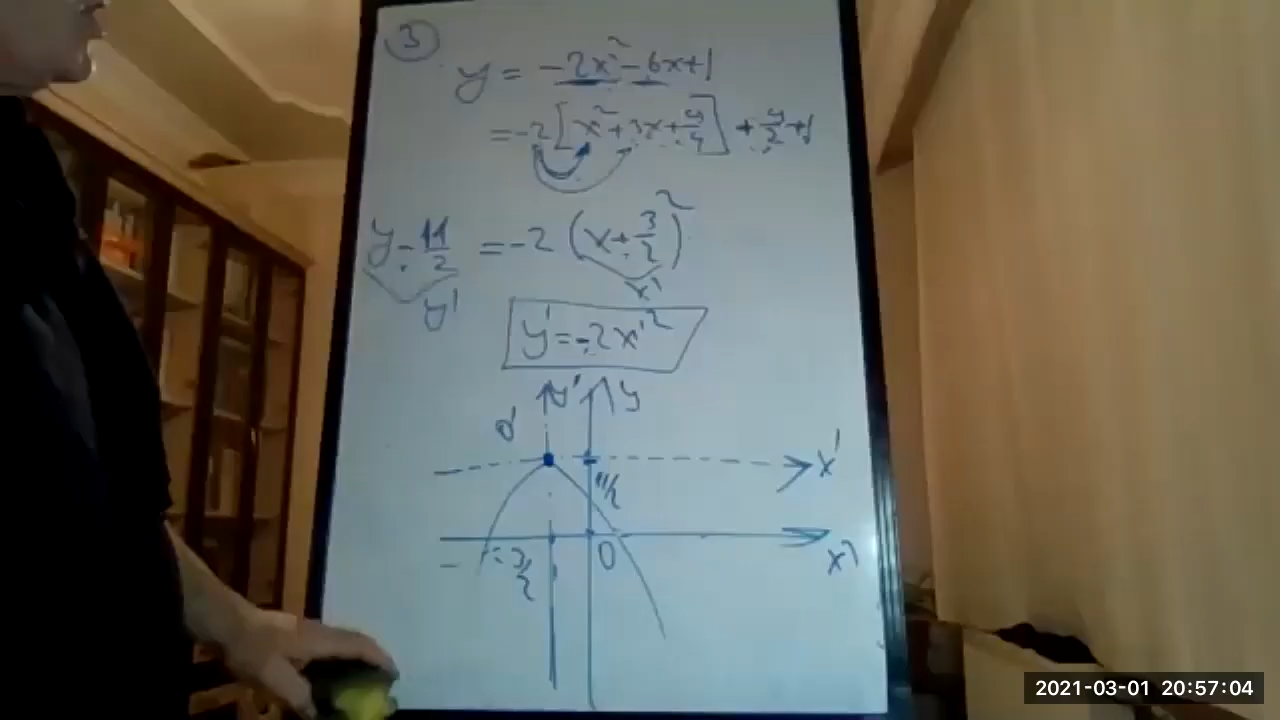 3
y = -2x² - 6x + 1
= -2[x² + 3x + 9/4] + 9/2 + 1
y - 11/2 = -2(x + 3/2)²
y' x'
y' = -2x'²
y' y
0'
x'
11/2
-3/2 0 x
2021-03-01 20:57:04